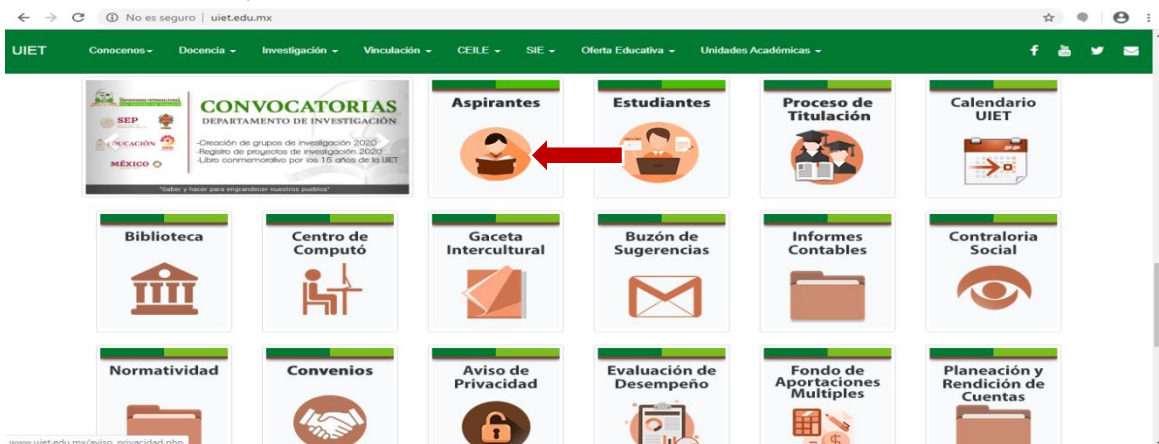 No es seguro | uiet.edu.mx
UIET Conocenos Docencia Investigación Vinculación CEILE SIE Oferta Educativa Unidades Académicas
CONVOCATORIAS
DEPARTAMENTO DE INVESTIGACIÓN
-Creación de grupos de investigación 2020
-Registro de proyectos de investigación 2020
-Libro conmemorativo por los 15 años de la UIET
SEP
EDUCACIÓN
MÉXICO
"Saber y hacer para engrandecer nuestros pueblos"
Aspirantes
Estudiantes
Proceso de
Titulación
Calendario
UIET
Biblioteca
Centro de
Computó
Gaceta
Intercultural
Buzón de
Sugerencias
Informes
Contables
Contraloria
Social
Normatividad
Convenios
Aviso de
Privacidad
Evaluación de
Desempeño
Fondo de
Aportaciones
Multiples
Planeación y
Rendición de
Cuentas
www.uiet.edu.mx/aviso_privacidad.php